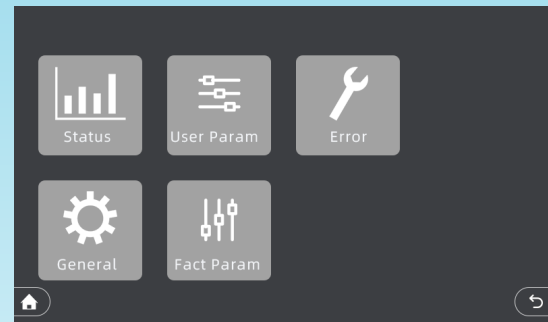 Status
User Param
Error
General
Fact Param